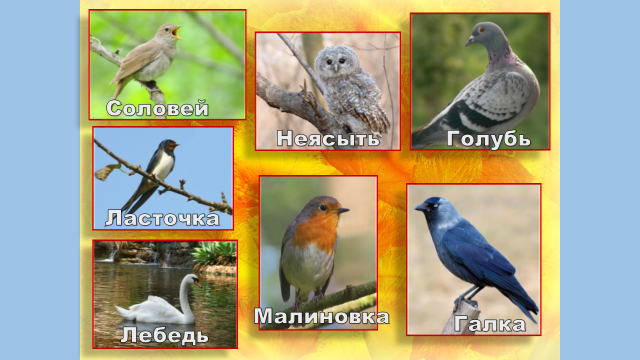 Соловей
Неясыть
Голубь
Ласточка
Лебедь
Малиновка
Галка